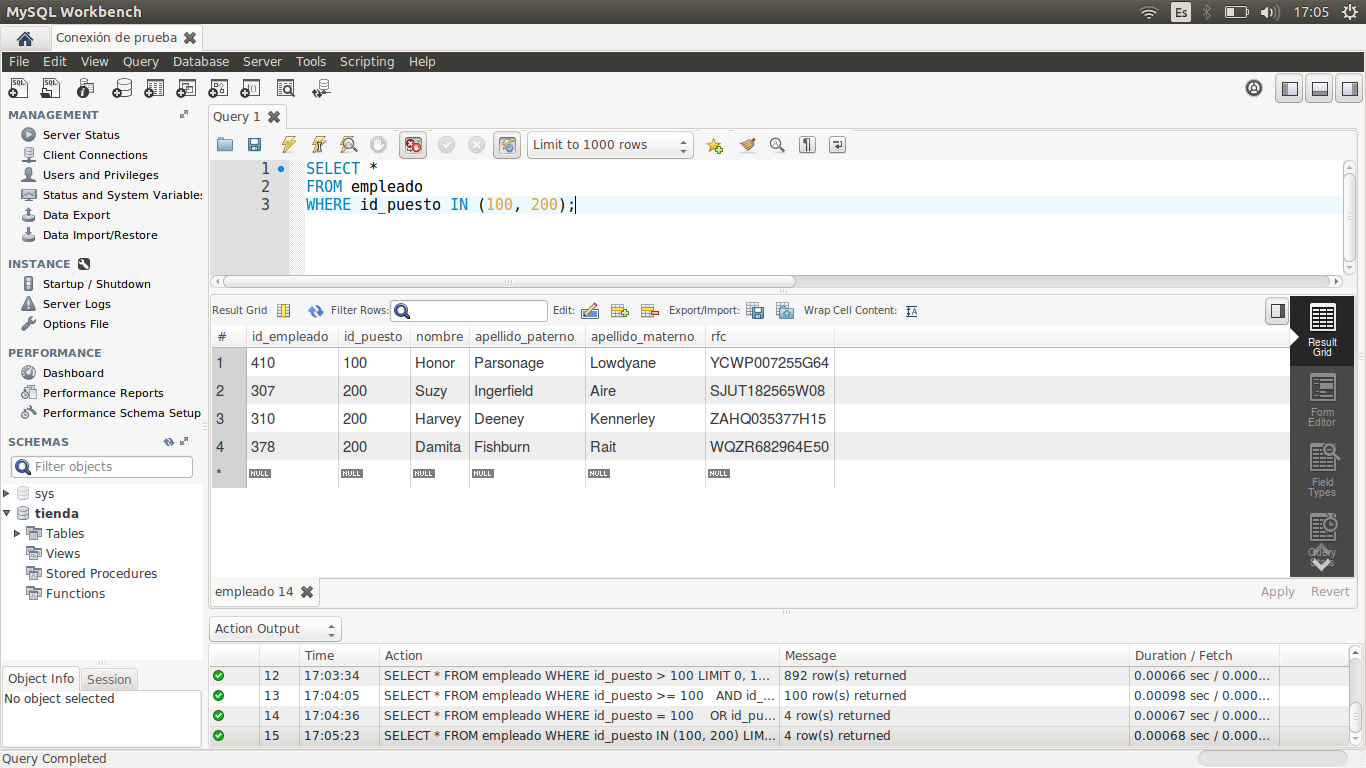 MySQL Workbench
Es
17:05
Conexión de prueba
File Edit View Query Database Server Tools Scripting Help
MANAGEMENT
Server Status
Client Connections
Users and Privileges
Status and System Variables
Data Export
Data Import/Restore
INSTANCE
Startup / Shutdown
Server Logs
Options File
PERFORMANCE
Dashboard
Performance Reports
Performance Schema Setup
SCHEMAS
Filter objects
sys
tienda
Tables
Views
Stored Procedures
Functions
Object Info Session
No object selected
Query 1
Limit to 1000 rows
1 SELECT *
2 FROM empleado
3 WHERE id_puesto IN (100, 200);
Result Grid Filter Rows: Edit: Export/Import: Wrap Cell Content:
# id_empleado id_puesto nombre apellido_paterno apellido_materno rfc
1 410 100 Honor Parsonage Lowdyane YCWP007255G64
2 307 200 Suzy Ingerfield Aire SJUT182565W08
3 310 200 Harvey Deeney Kennerley ZAHQ035377H15
4 378 200 Damita Fishburn Rait WQZR682964E50
* NULL NULL NULL NULL NULL NULL
Result
Grid
Form
Editor
Field
Types
Query
Stats
empleado 14
Apply Revert
Action Output
Time Action Message Duration / Fetch
12 17:03:34 SELECT * FROM empleado WHERE id_puesto > 100 LIMIT 0, 1... 892 row(s) returned 0.00066 sec / 0.000...
13 17:04:05 SELECT * FROM empleado WHERE id_puesto >= 100 AND id_... 100 row(s) returned 0.00098 sec / 0.000...
14 17:04:36 SELECT * FROM empleado WHERE id_puesto = 100 OR id_pu... 4 row(s) returned 0.00067 sec / 0.000...
15 17:05:23 SELECT * FROM empleado WHERE id_puesto IN (100, 200) LIM... 4 row(s) returned 0.00068 sec / 0.000...
Query Completed